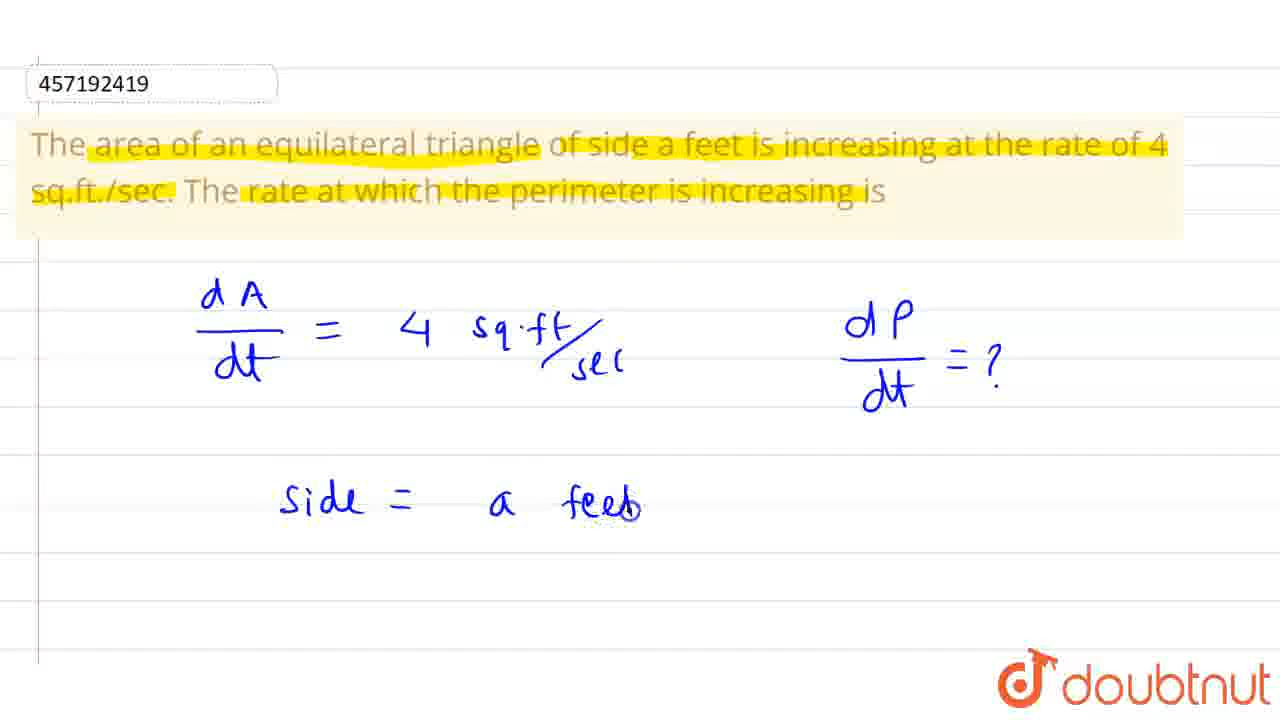 457192419
The area of an equilateral triangle of side a feet is increasing at the rate of 4
sq.ft./sec. The rate at which the perimeter is increasing is
dA/dt = 4 sq.ft/sec
dP/dt = ?
side = a feet
doubtnut